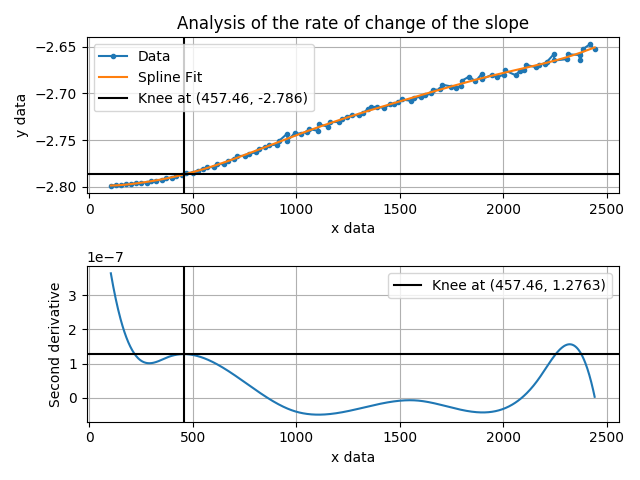 Analysis of the rate of change of the slope
Data
Spline Fit
Knee at (457.46, -2.786)
−2.65
−2.70
−2.75
−2.80
y data
0
500
1000
1500
2000
2500
x data
1e−7
Knee at (457.46, 1.2763)
3
2
1
0
Second derivative
0
500
1000
1500
2000
2500
x data